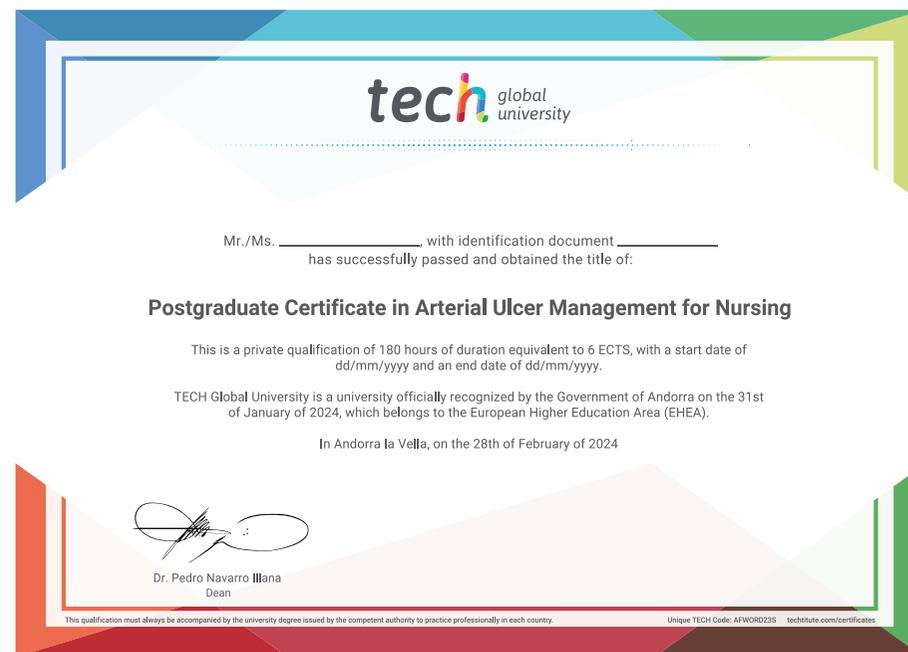 tech global
university
Mr./Ms. ____________, with identification document ____________
has successfully passed and obtained the title of:
Postgraduate Certificate in Arterial Ulcer Management for Nursing
This is a private qualification of 180 hours of duration equivalent to 6 ECTS, with a start date of
dd/mm/yyyy and an end date of dd/mm/yyyy.
TECH Global University is a university officially recognized by the Government of Andorra on the 31st
of January of 2024, which belongs to the European Higher Education Area (EHEA).
In Andorra la Vella, on the 28th of February of 2024
Dr. Pedro Navarro Illana
Dean
This qualification must always be accompanied by the university degree issued by the competent authority to practice professionally in each country.
Unique TECH Code: AFWORD23S techtitute.com/certificates